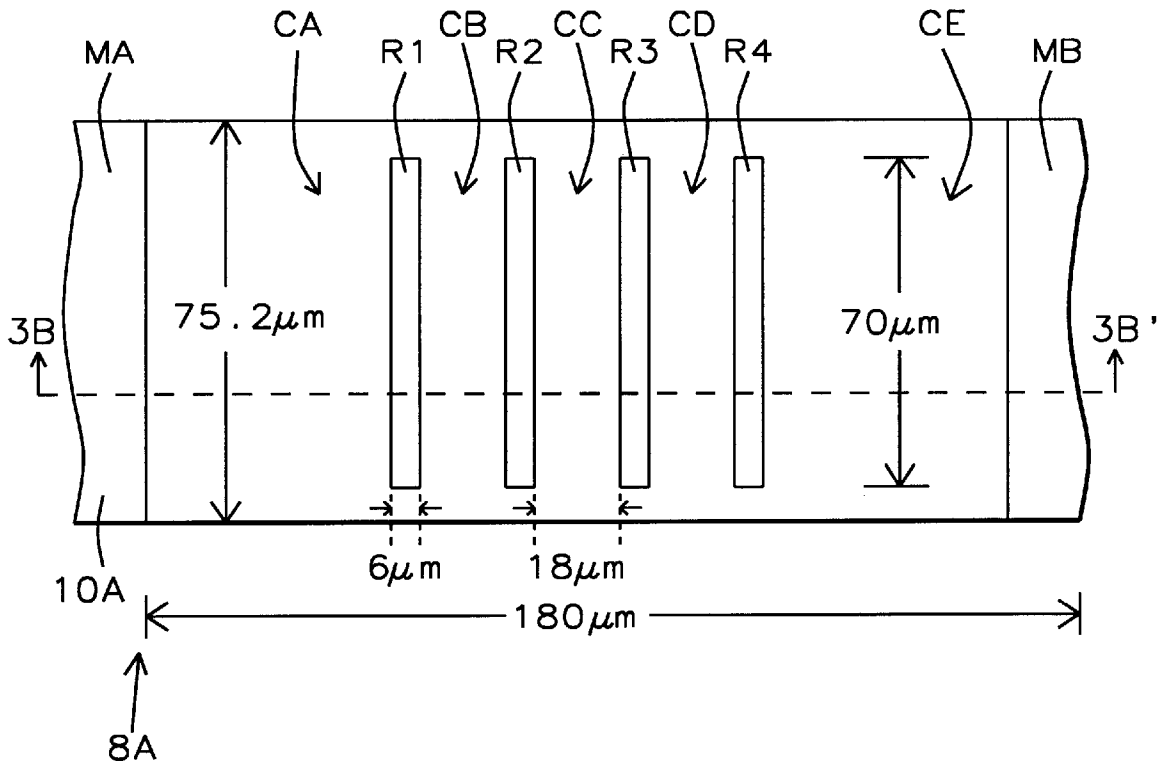 CA
CB
CC
CD
CE
MA
R1
R2
R3
R4
MB
75.2μm
70μm
3B
3B'
6μm
18μm
10A
180μm
8A